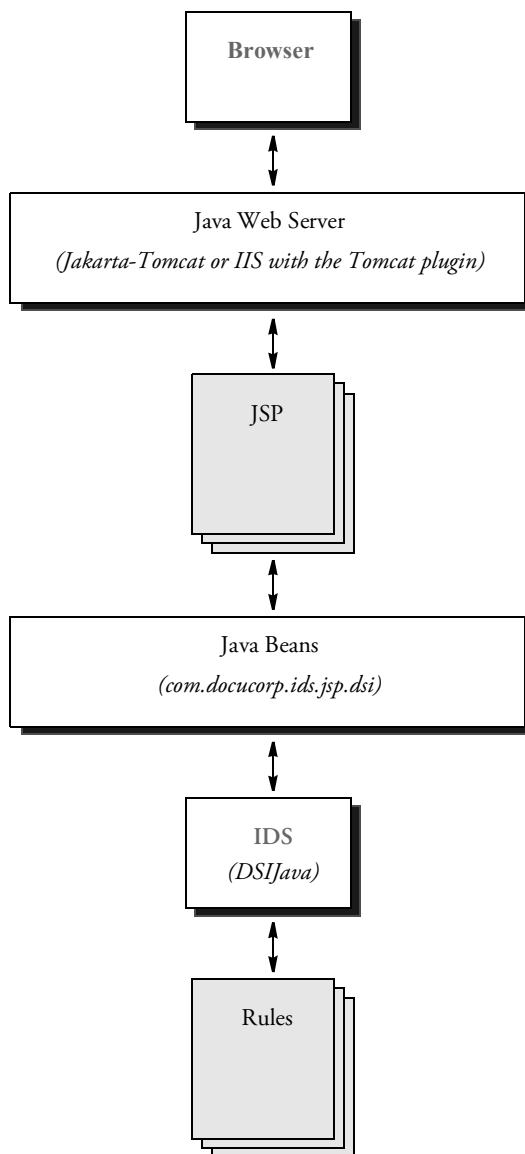 Browser
Java Web Server
(Jakarta-Tomcat or IIS with the Tomcat plugin)
JSP
Java Beans
(com.docucorp.ids.jsp.dsi)
IDS
(DSIJava)
Rules